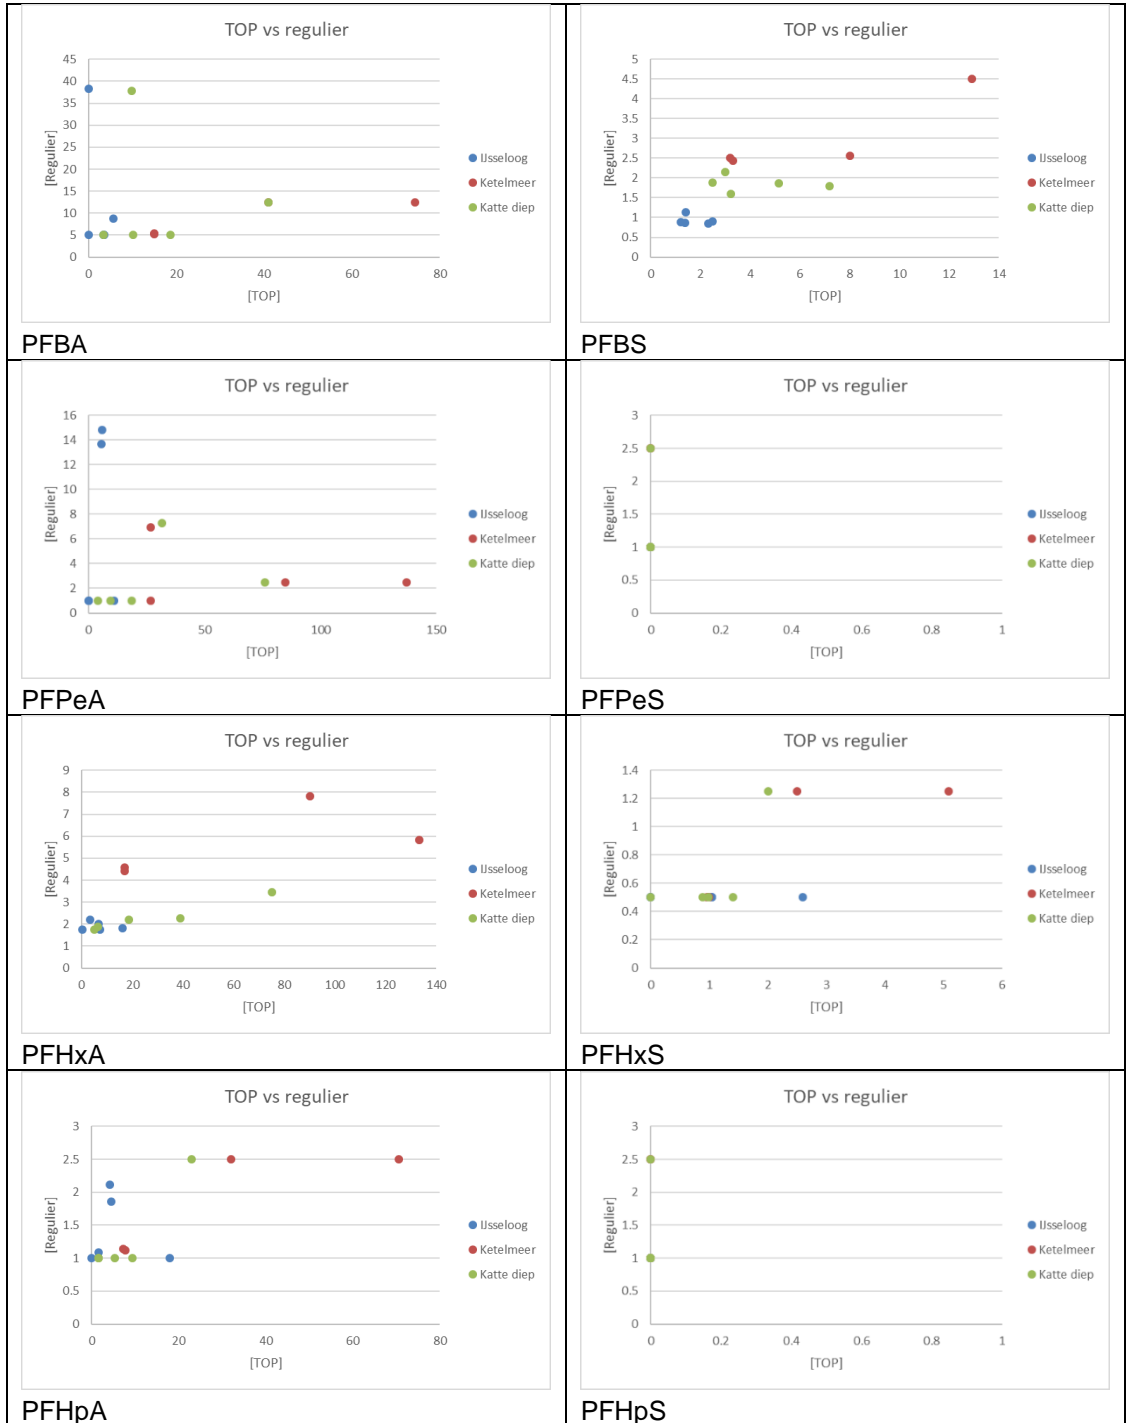 TOP vs regulier
45
40
35
30
25
20
15
10
5
0
[Regulier]
0 20 40 60 80
[TOP]
IJsseloog
Ketelmeer
Katte diep
PFBA
TOP vs regulier
5
4.5
4
3.5
3
2.5
2
1.5
1
0.5
0
[Regulier]
0 2 4 6 8 10 12 14
[TOP]
IJsseloog
Ketelmeer
Katte diep
PFBS
TOP vs regulier
16
14
12
10
8
6
4
2
0
[Regulier]
0 50 100 150
[TOP]
IJsseloog
Ketelmeer
Katte diep
PFPeA
TOP vs regulier
3
2.5
2
1.5
1
0.5
0
[Regulier]
0 0.2 0.4 0.6 0.8 1
[TOP]
IJsseloog
Ketelmeer
Katte diep
PFPeS
TOP vs regulier
9
8
7
6
5
4
3
2
1
0
[Regulier]
0 20 40 60 80 100 120 140
[TOP]
IJsseloog
Ketelmeer
Katte diep
PFHxA
TOP vs regulier
1.4
1.2
1
0.8
0.6
0.4
0.2
0
[Regulier]
0 1 2 3 4 5 6
[TOP]
IJsseloog
Ketelmeer
Katte diep
PFHxS
TOP vs regulier
3
2.5
2
1.5
1
0.5
0
[Regulier]
0 20 40 60 80
[TOP]
IJsseloog
Ketelmeer
Katte diep
PFHpA
TOP vs regulier
3
2.5
2
1.5
1
0.5
0
[Regulier]
0 0.2 0.4 0.6 0.8 1
[TOP]
IJsseloog
Ketelmeer
Katte diep
PFHpS